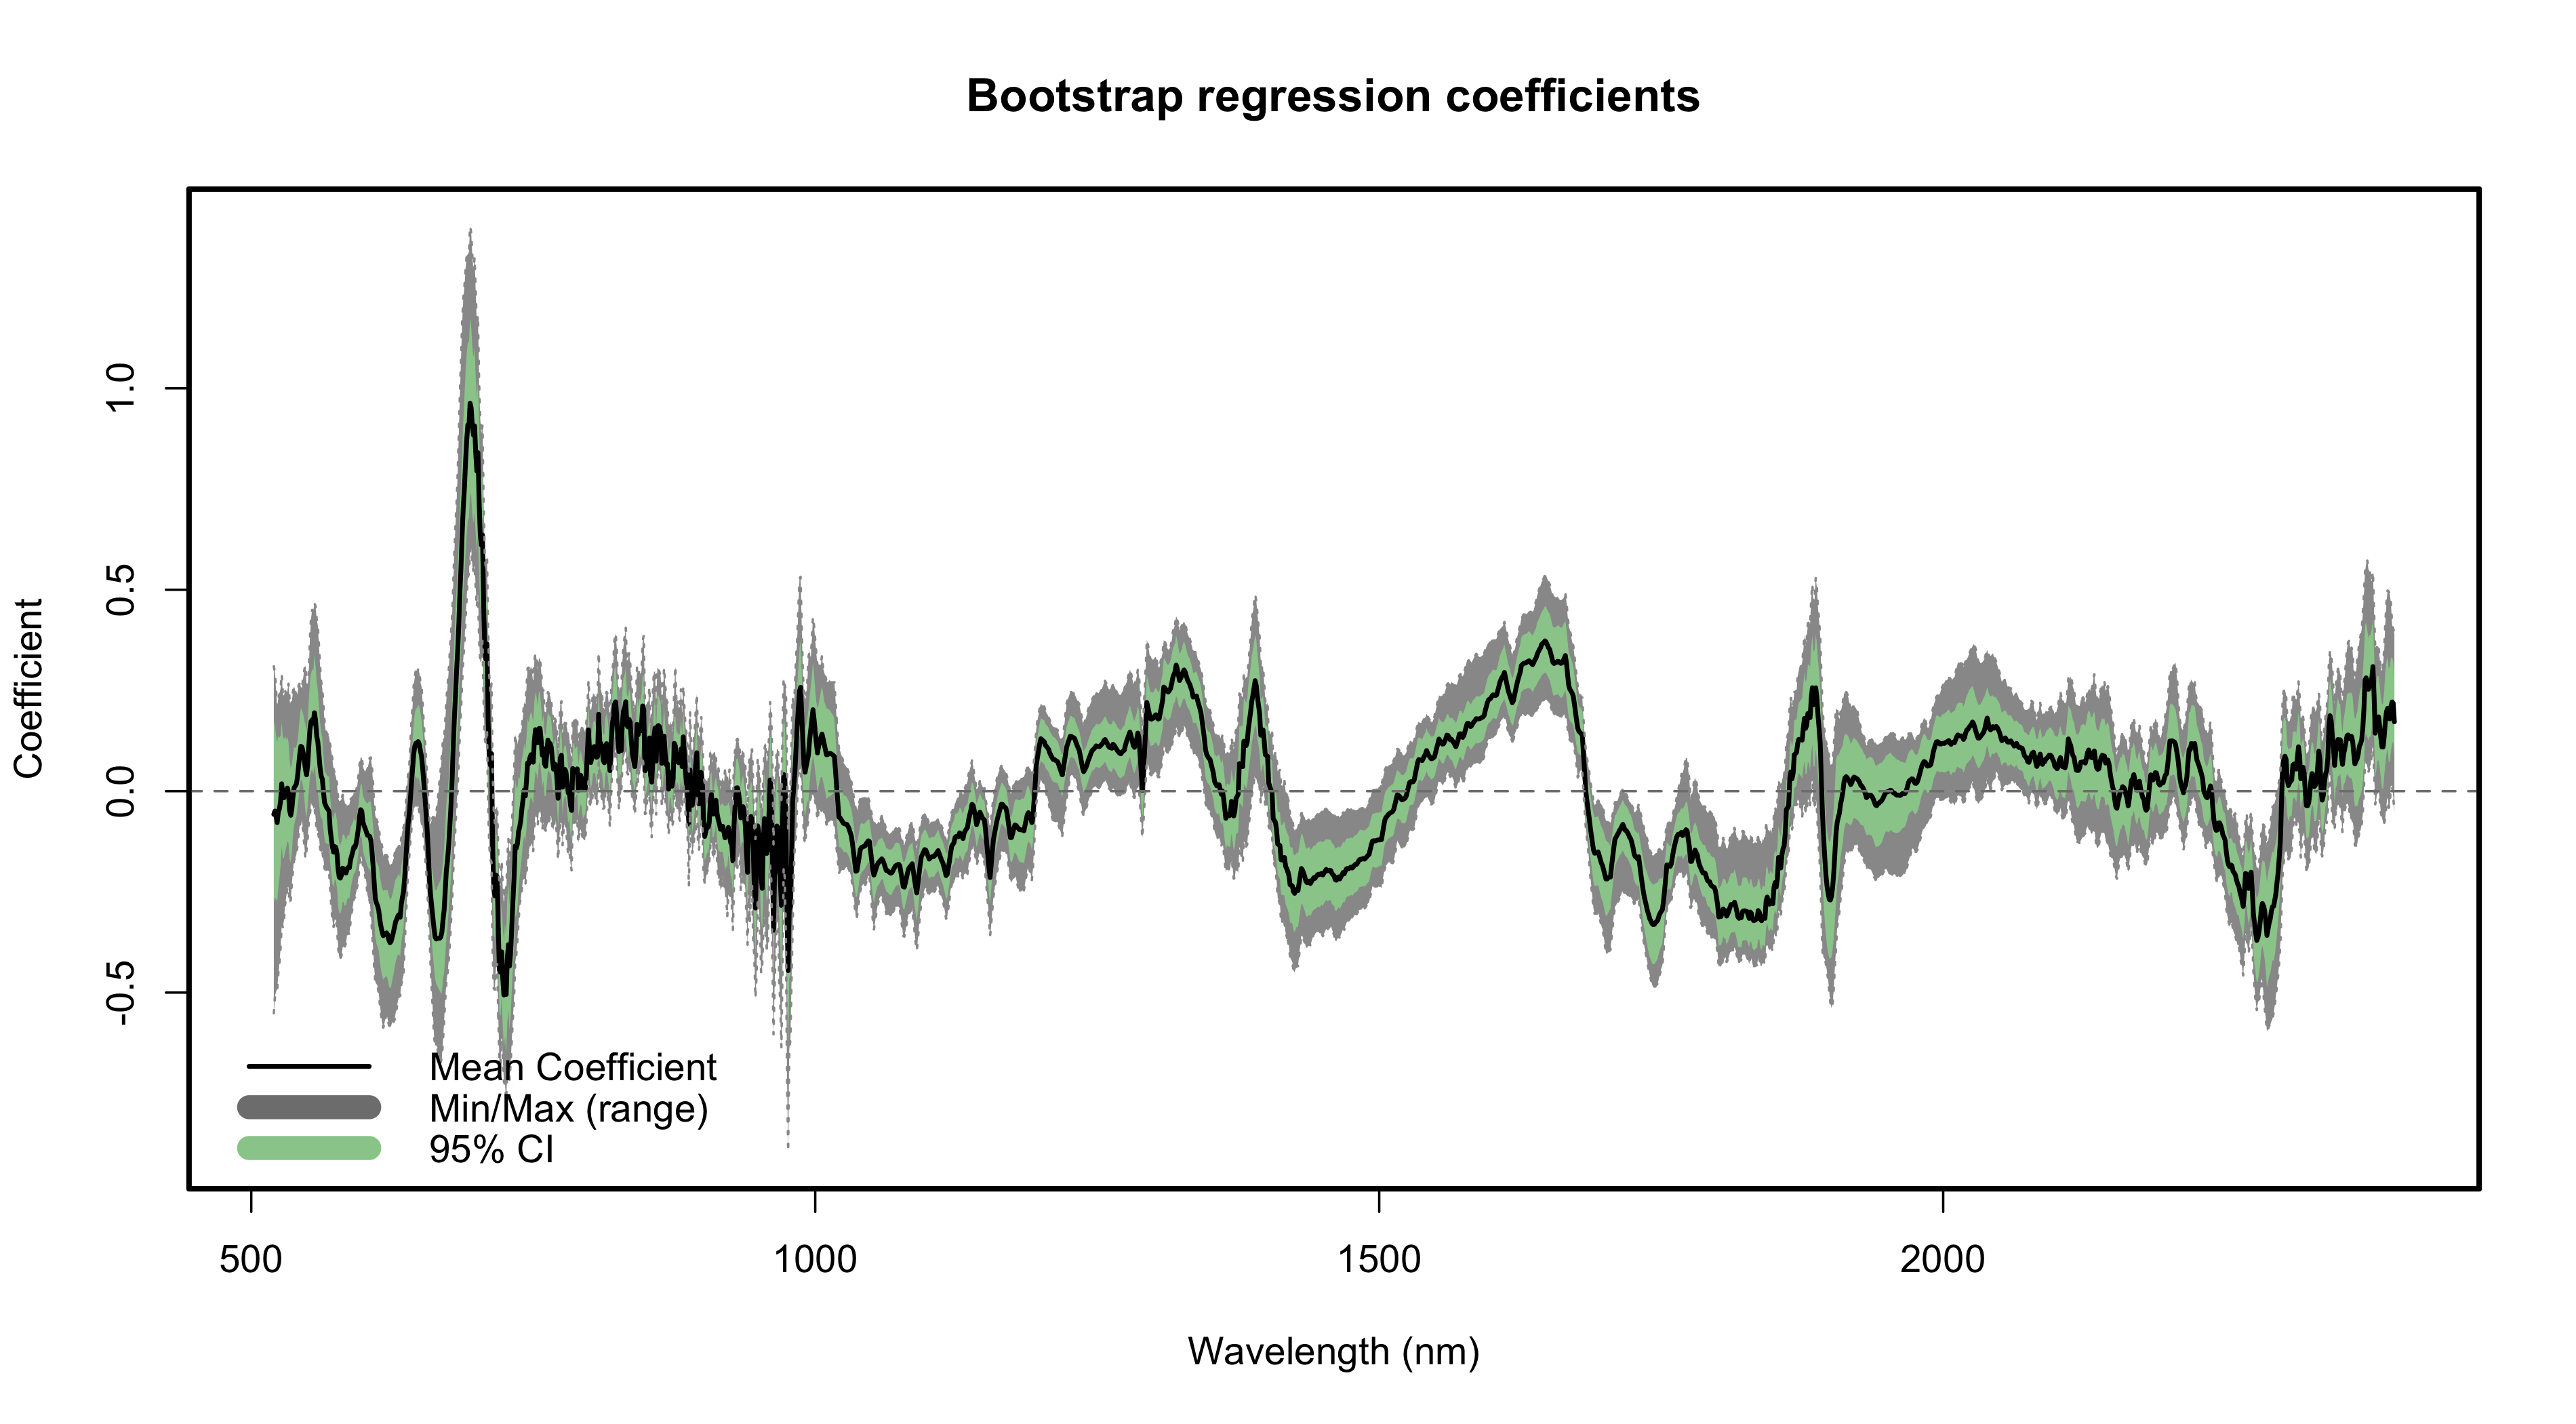 Bootstrap regression coefficients
Coefficient
1.0
0.5
0.0
-0.5
Mean Coefficient
Min/Max (range)
95% CI
500 1000 1500 2000
Wavelength (nm)